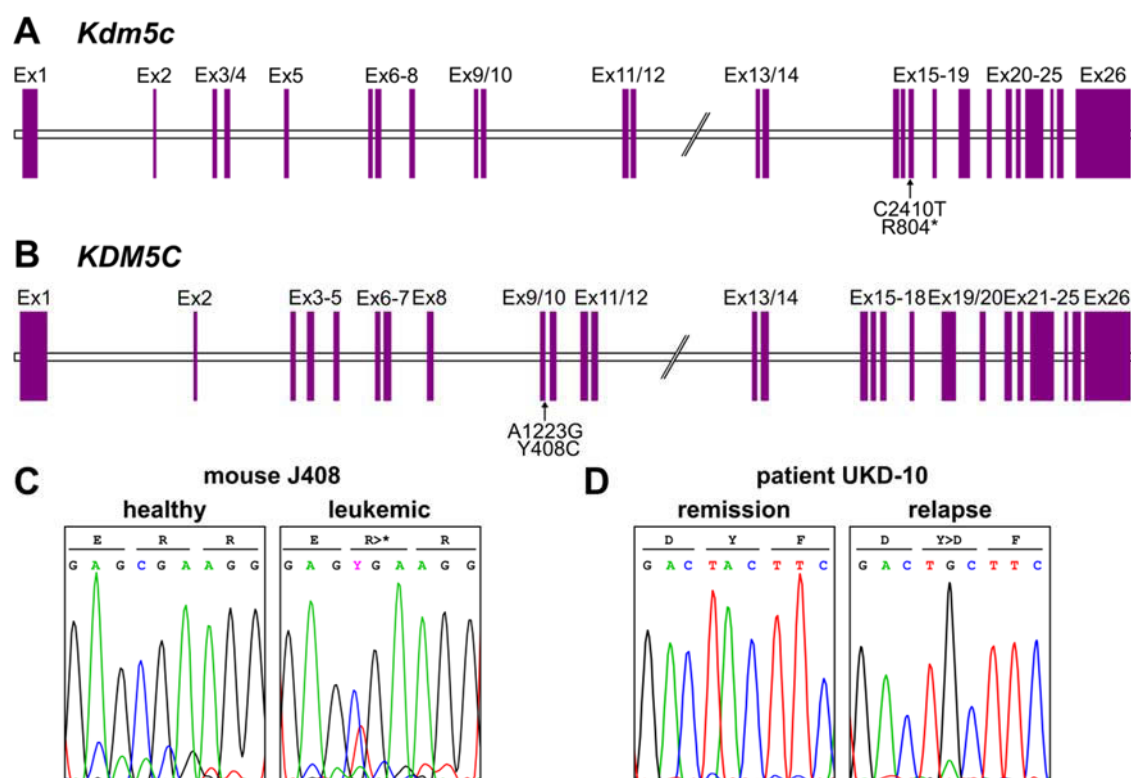 A Kdm5c
Ex1 Ex2 Ex3/4 Ex5 Ex6-8 Ex9/10 Ex11/12 Ex13/14 Ex15-19 Ex20-25 Ex26
C2410T
R804*
B KDM5C
Ex1 Ex2 Ex3-5 Ex6-7 Ex8 Ex9/10 Ex11/12 Ex13/14 Ex15-18 Ex19/20 Ex21-25 Ex26
A1223G
Y408C
C mouse J408
healthy leukemic
E R R E R>* R
G A G C G A A G G G A G Y G A A G G
D patient UKD-10
remission relapse
D Y F D Y>D F
G A C T A C T T C G A C T G C T T C